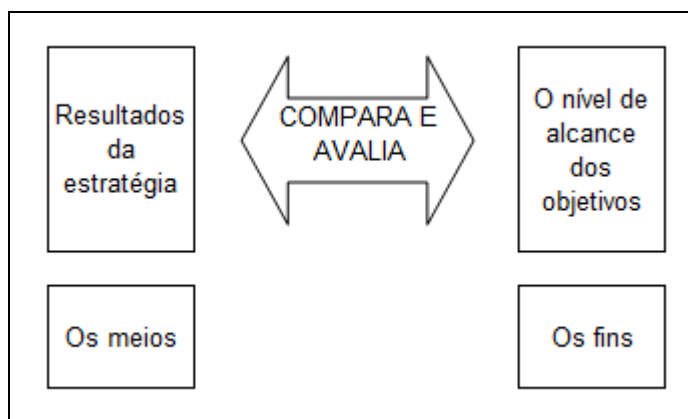 Resultados
da
estratégia
COMPARA E
AVALIA
O nível de
alcance
dos
objetivos
Os meios
Os fins